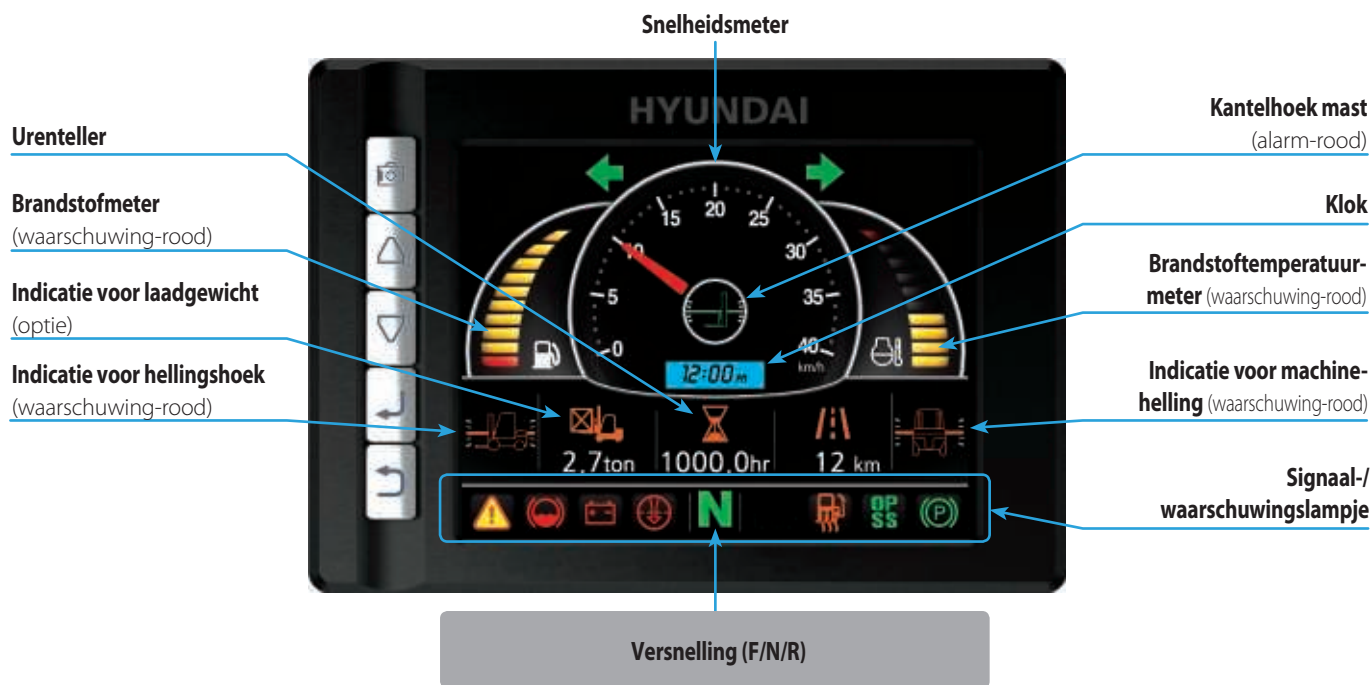 Snelheidsmeter
Urenteller
Brandstofmeter
(waarschuwing-rood)
Indicatie voor laadgewicht
(optie)
Indicatie voor hellingshoek
(waarschuwing-rood)
HYUNDAI
0
5
10
15
20
25
30
35
40
km/h
12:00
2.7ton
1000.0hr
12 km
N
OP
SS
P
Kantelhoek mast
(alarm-rood)
Klok
Brandstoftemperatuur-
meter (waarschuwing-rood)
Indicatie voor machine-
helling (waarschuwing-rood)
Signaal-/
waarschuwingslampje
Versnelling (F/N/R)